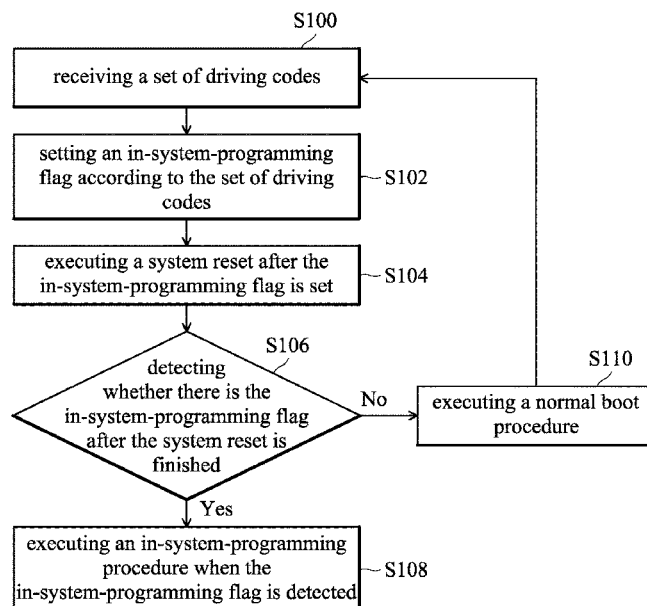 S100
receiving a set of driving codes
setting an in-system-programming
flag according to the set of driving
codes
S102
executing a system reset after the
in-system-programming flag is set
S104
S106
detecting
whether there is the
in-system-programming flag
after the system reset is
finished
No
S110
executing a normal boot
procedure
Yes
executing an in-system-programming
procedure when the
in-system-programming flag is detected
S108